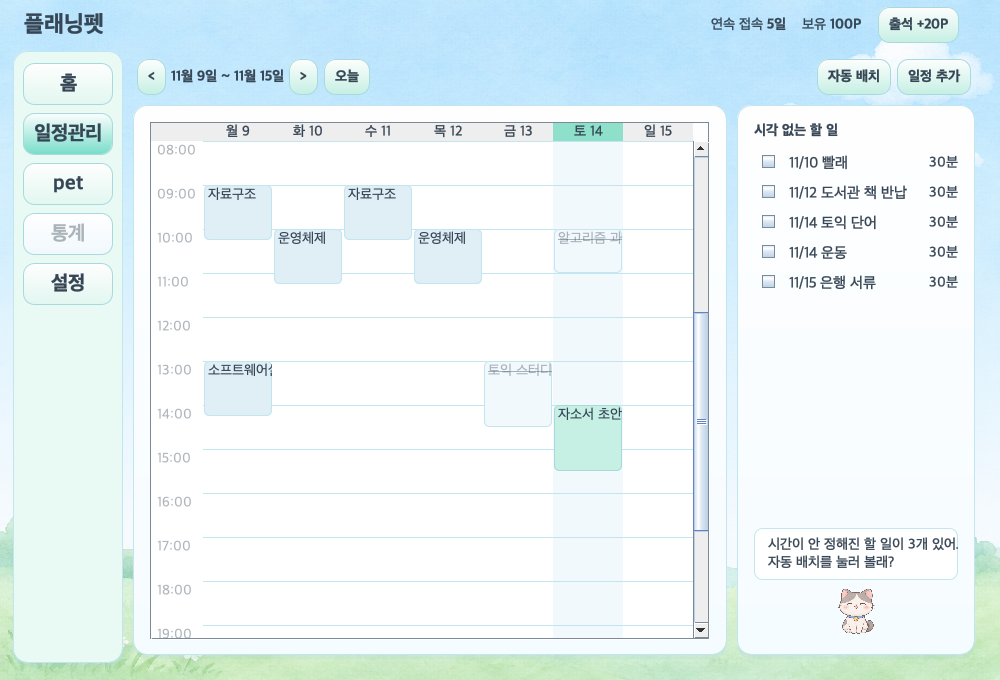 플래닝펫
연속 접속 5일 보유 100P 출석 +20P
홈
일정관리
pet
통계
설정
< 11월 9일 ~ 11월 15일 > 오늘
자동 배치 일정 추가
월 9 화 10 수 11 목 12 금 13 토 14 일 15
08:00
09:00
10:00
11:00
12:00
13:00
14:00
15:00
16:00
17:00
18:00
19:00
자료구조 자료구조
운영체제 운영체제 알고리즘 과
소프트웨어 토익 스터디
자소서 초안
시각 없는 할 일
11/10 빨래 30분
11/12 도서관 책 반납 30분
11/14 토익 단어 30분
11/14 운동 30분
11/15 은행 서류 30분
시간이 안 정해진 할 일이 3개 있어.
자동 배치를 눌러 볼래?